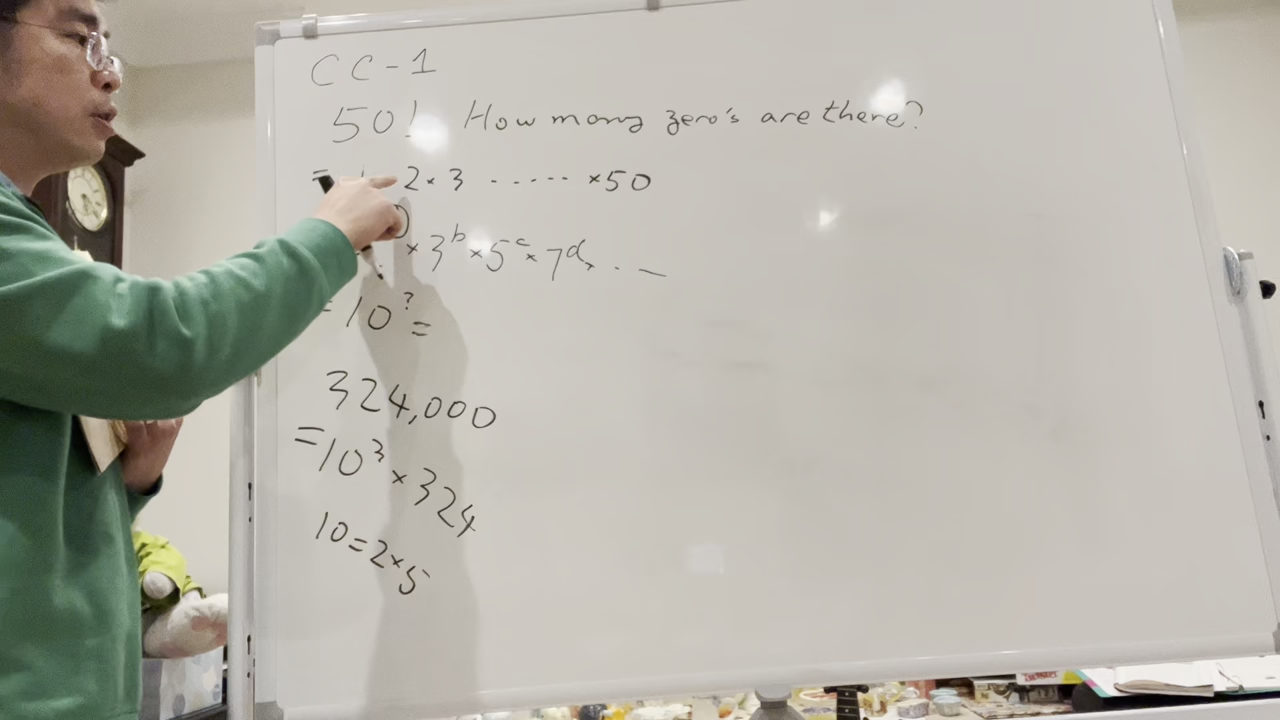 CC-1
50! How many zero's are there?
= 2 × 3 ...... × 50
× 3^b × 5^c × 7^d × . . —
= 10^? =
324,000
= 10^3 × 324
10 = 2 × 5